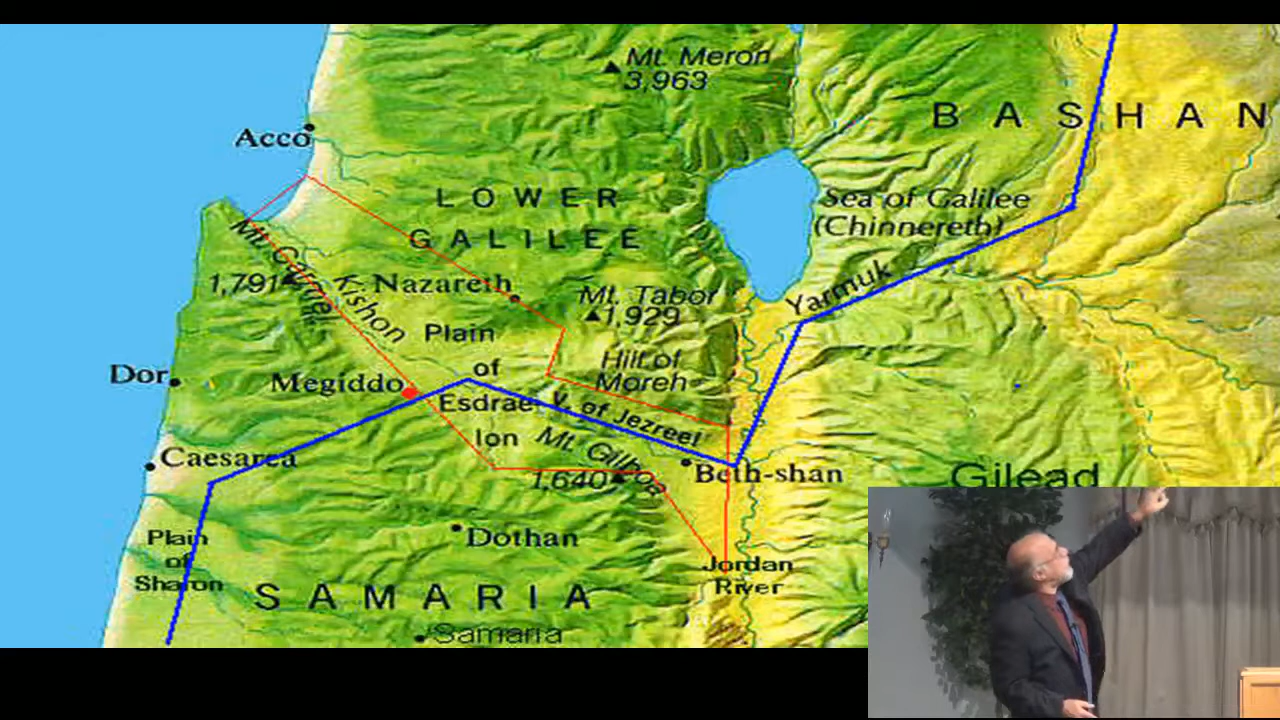 Mt. Meron
3,963
BASHAN
Acco
LOWER
GALILEE
Sea of Galilee
(Chinnereth)
Mt. Carmel
1,791
Kishon
Nazareth
Mt. Tabor
1,929
Yarmuk
Plain
of
Esdrae-
lon
Hill of
Moreh
Dor
Megiddo
V. of Jezreel
Mt. Gilboa
1,640
Caesarea
Beth-shan
Gilead
Plain
of
Sharon
Dothan
Jordan
River
SAMARIA
Samaria